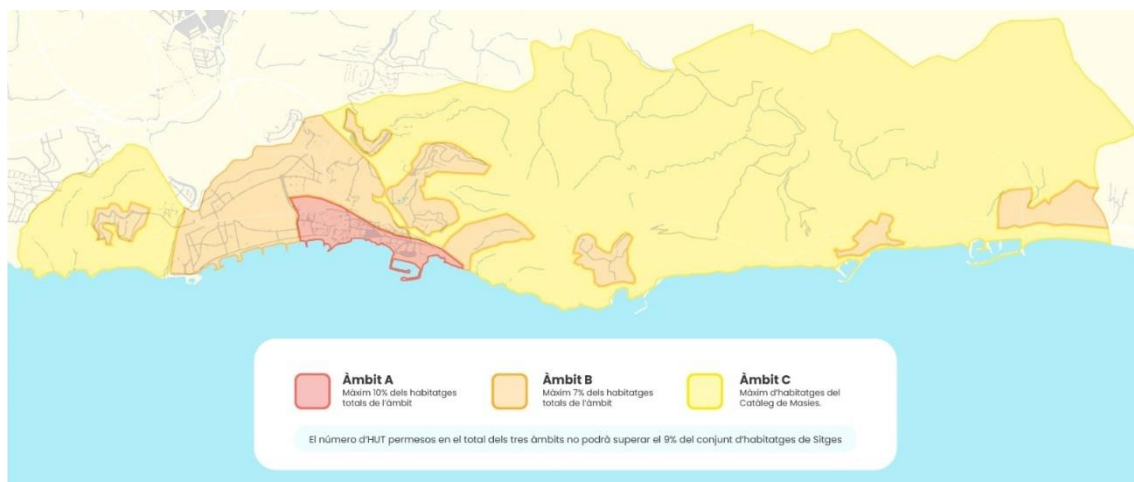 Àmbit A
Màxim 10% dels habitatges
totals de l'àmbit
Àmbit B
Màxim 7% dels habitatges
totals de l'àmbit
Àmbit C
Màxim d'habitatges del
Catàleg de Masies.
El número d'HUT permesos en el total dels tres àmbits no podrà superar el 9% del conjunt d'habitatges de Sitges